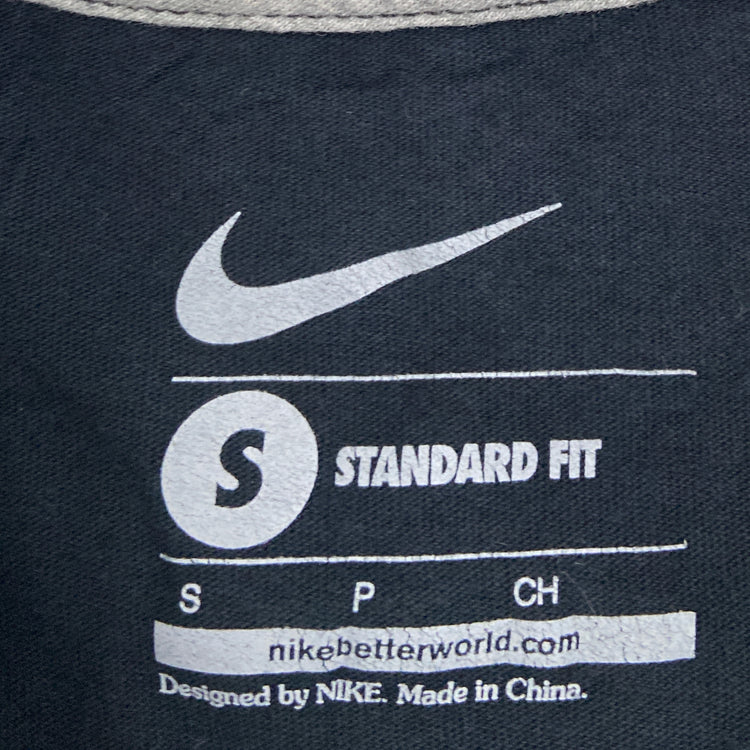 S STANDARD FIT
S P CH
nikebetterworld.com
Designed by NIKE. Made in China.